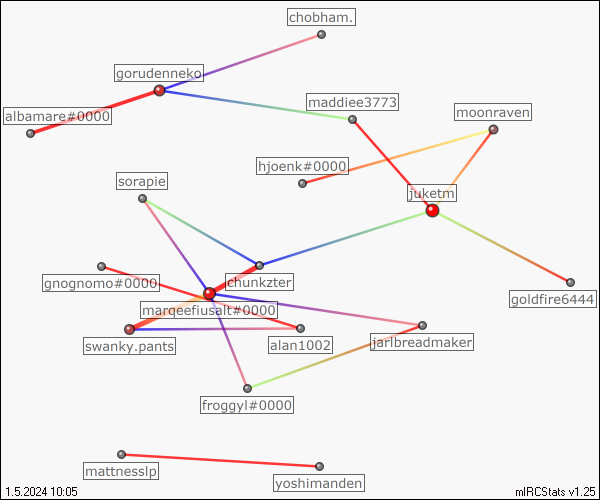 chobham.
gorudenneko
maddiee3773
albamare#0000
moonraven
hjoenk#0000
sorapie
juketm
gnognomo#0000
chunkzter
goldfire6444
marqeefiusalt#0000
swanky.pants
alan1002
jarlbreadmaker
froggyl#0000
mattnesslp
yoshimanden
1.5.2024 10:05
mIRCStats v1.25